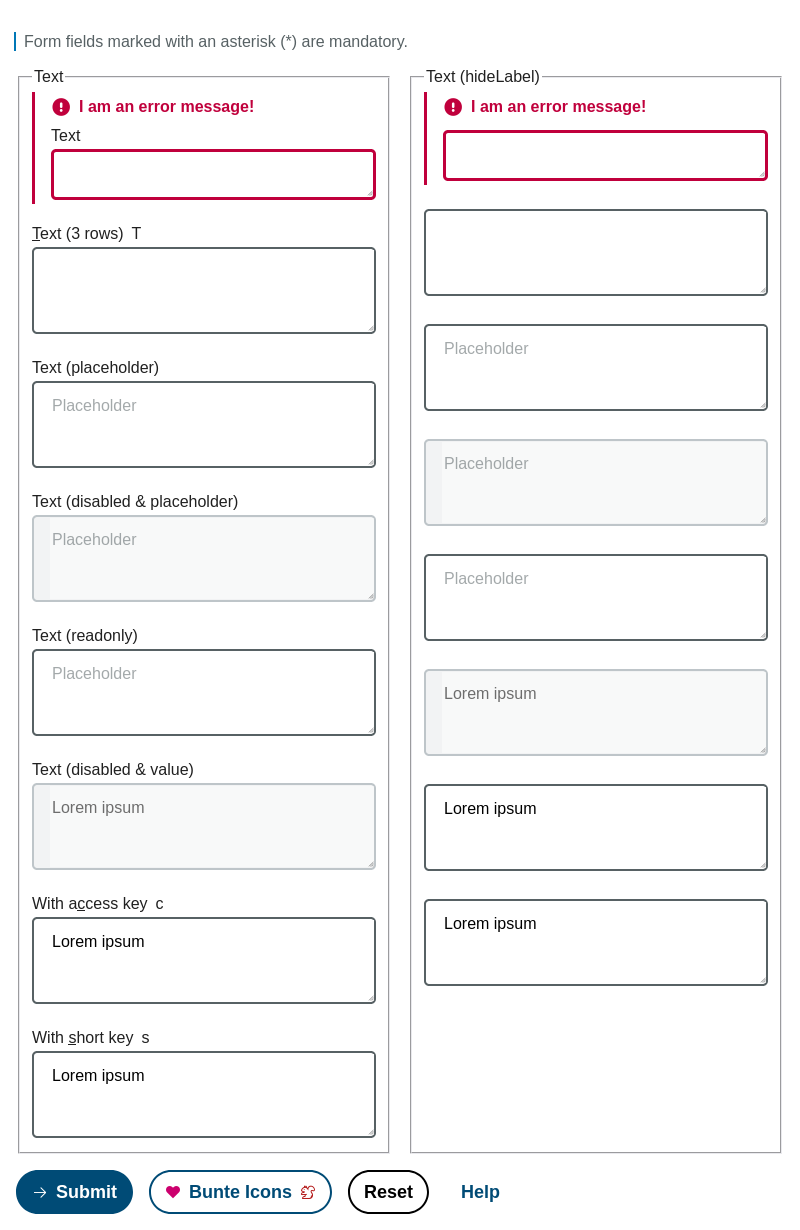 Form fields marked with an asterisk (*) are mandatory.
Text
I am an error message!
Text
Text (3 rows) T
Text (placeholder)
Placeholder
Text (disabled & placeholder)
Placeholder
Text (readonly)
Placeholder
Text (disabled & value)
Lorem ipsum
With access key c
Lorem ipsum
With short key s
Lorem ipsum
Text (hideLabel)
I am an error message!
Placeholder
Placeholder
Placeholder
Lorem ipsum
Lorem ipsum
Lorem ipsum
Submit Bunte Icons Reset Help